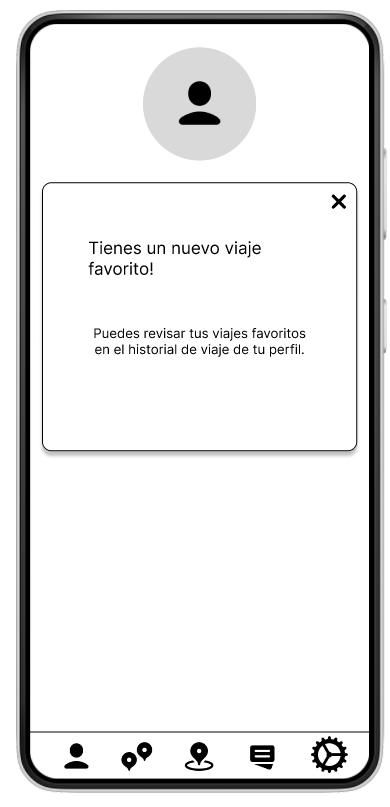 Tienes un nuevo viaje
favorito!
Puedes revisar tus viajes favoritos
en el historial de viaje de tu perfil.